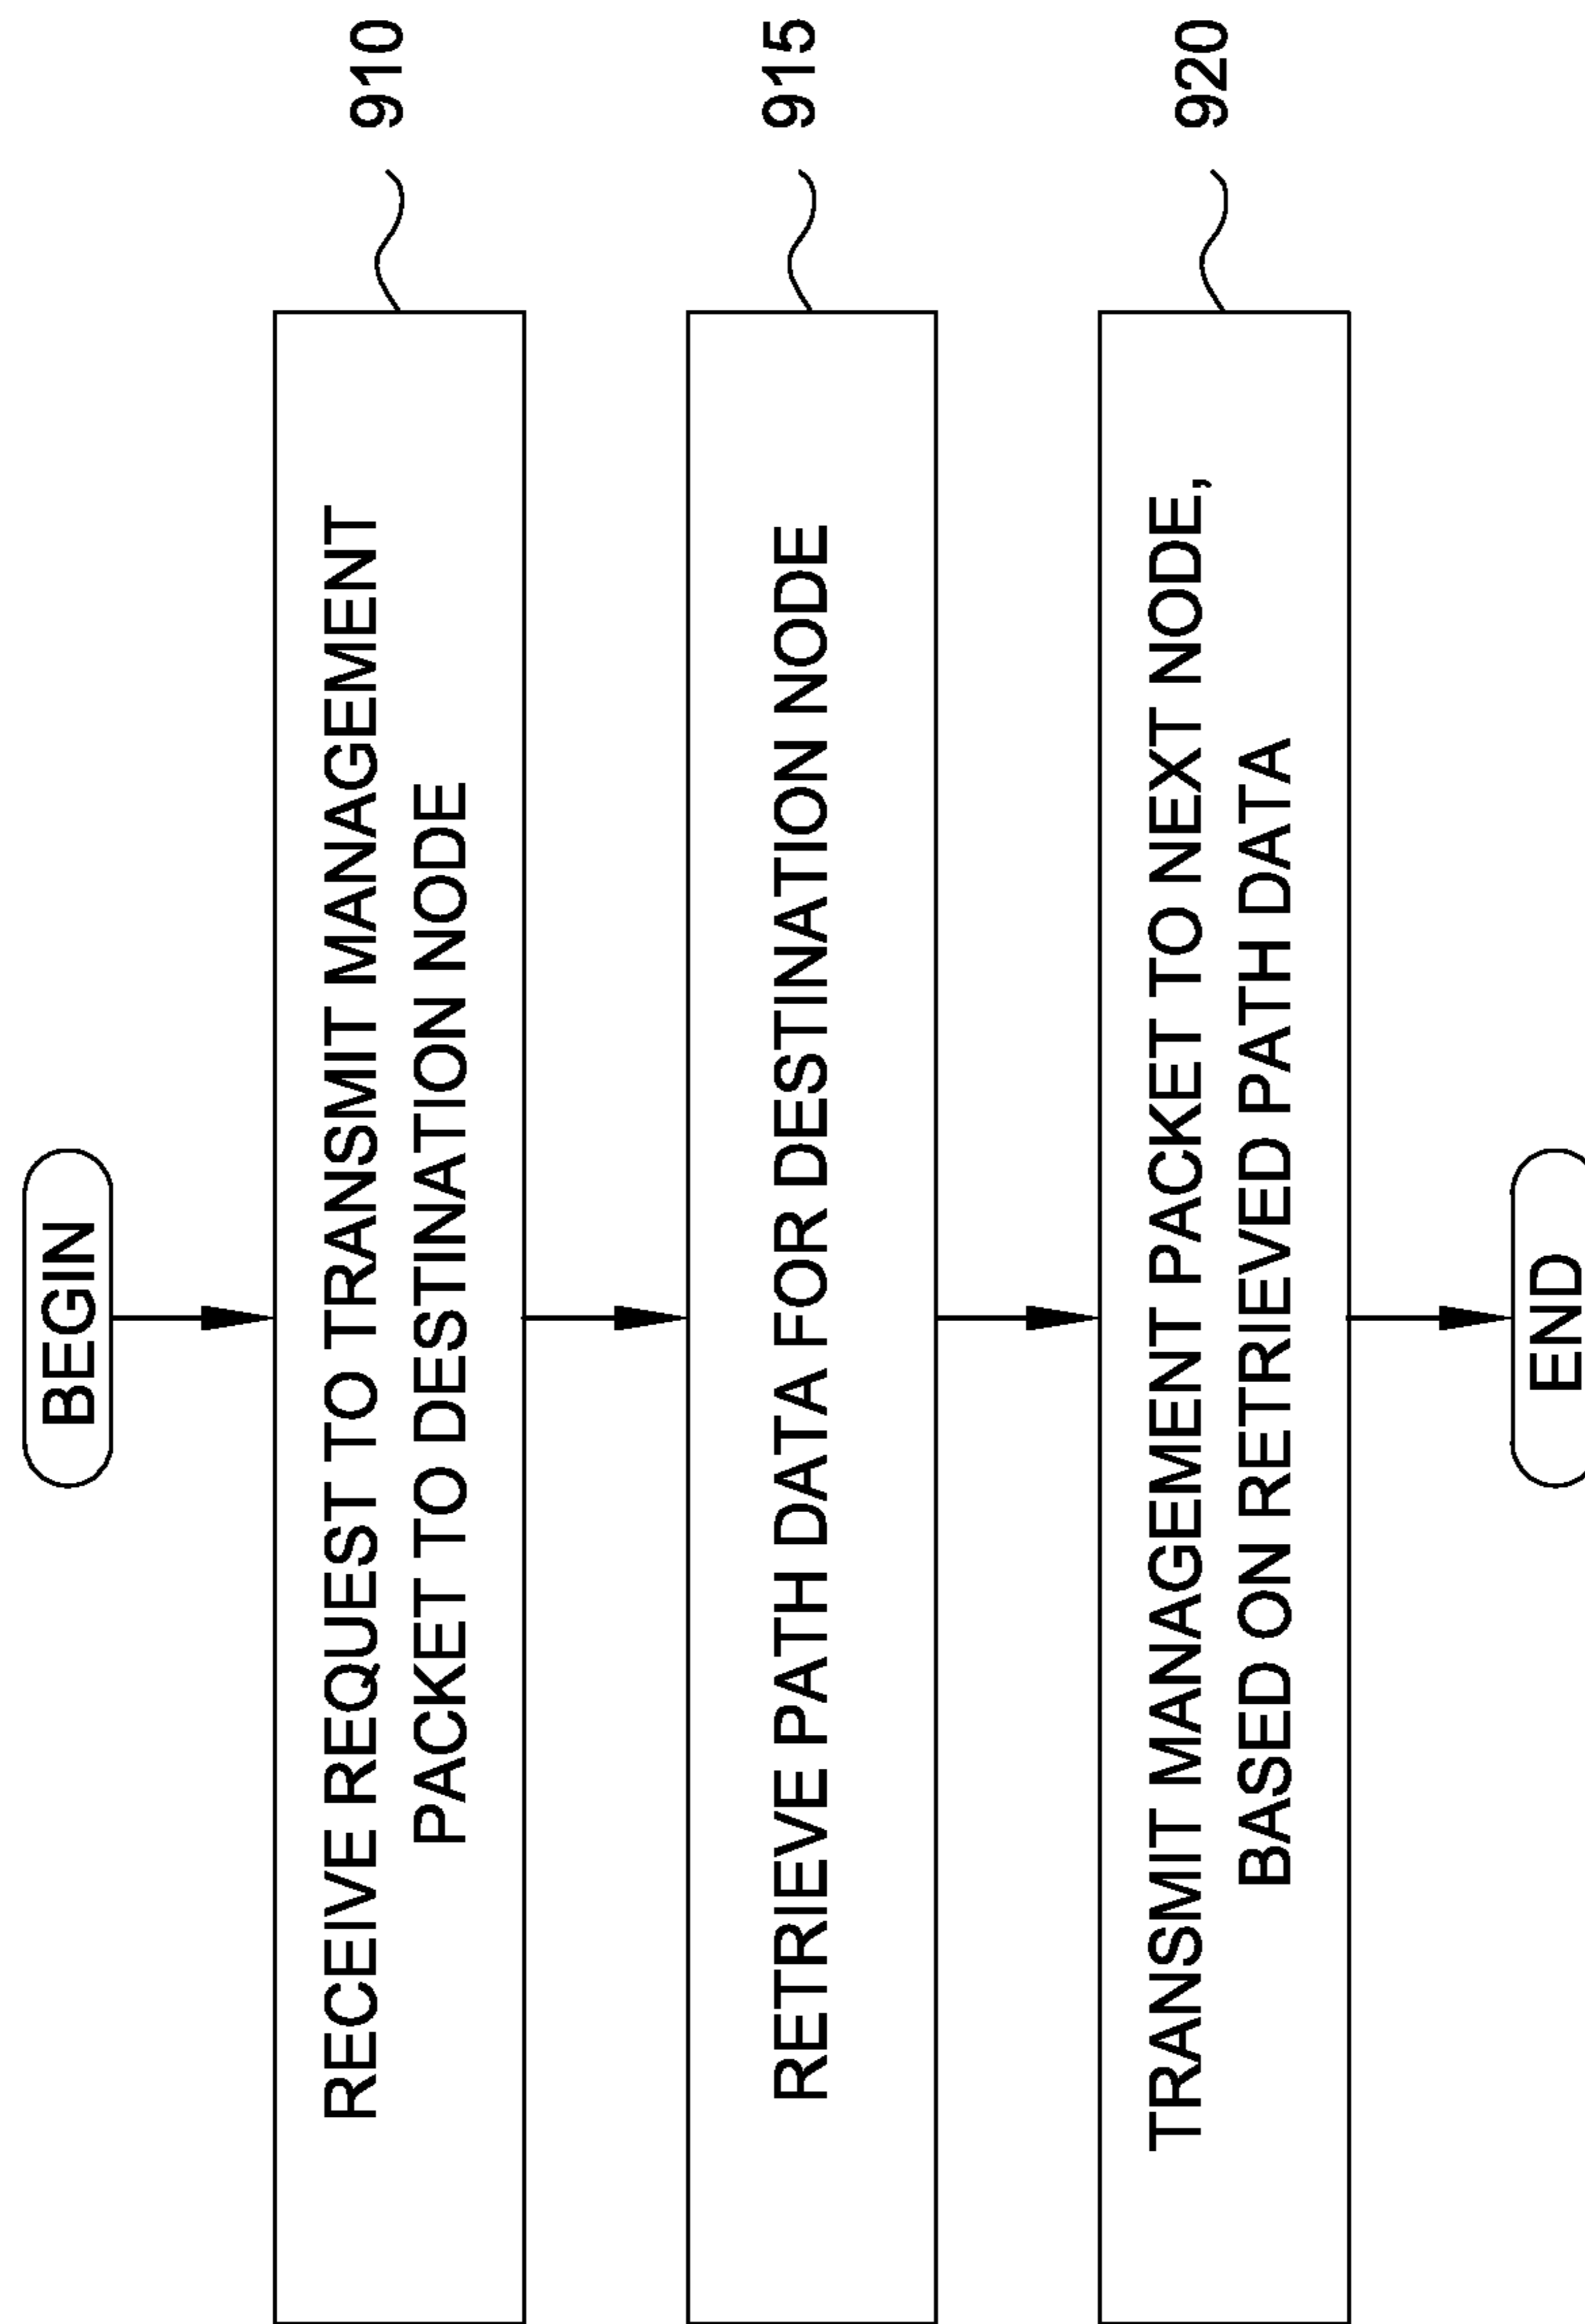 BEGIN
RECEIVE REQUEST TO TRANSMIT MANAGEMENT
PACKET TO DESTINATION NODE
910
RETRIEVE PATH DATA FOR DESTINATION NODE
915
TRANSMIT MANAGEMENT PACKET TO NEXT NODE,
BASED ON RETRIEVED PATH DATA
920
END